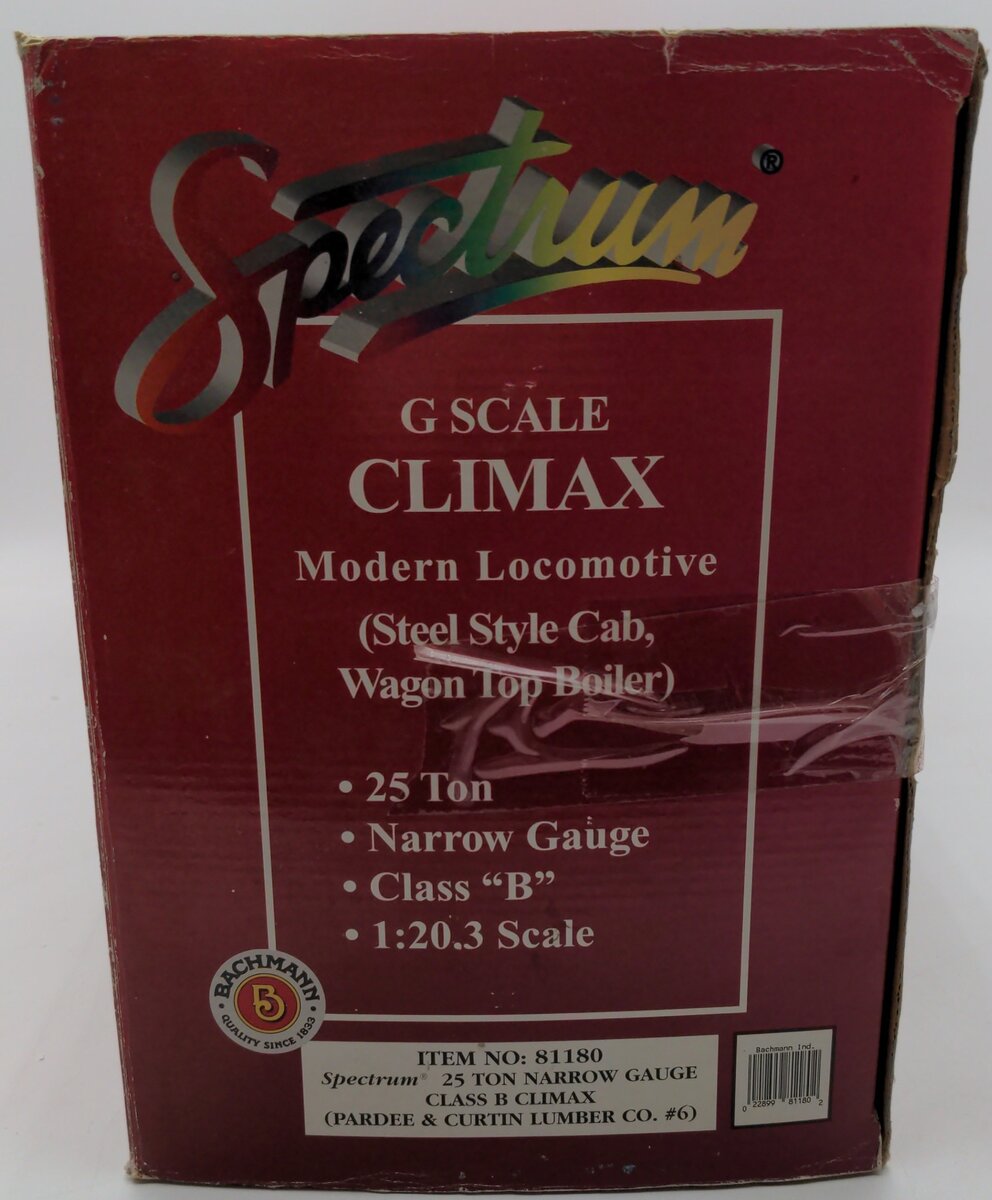 Spectrum®
G SCALE
CLIMAX
Modern Locomotive
(Steel Style Cab,
Wagon Top Boiler)
• 25 Ton
• Narrow Gauge
• Class “B”
• 1:20.3 Scale
BACHMANN
B
QUALITY SINCE 1833
ITEM NO: 81180
Spectrum® 25 TON NARROW GAUGE
CLASS B CLIMAX
(PARDEE & CURTIN LUMBER CO. #6)
Bachmann Ind.
0 22899 81180 2